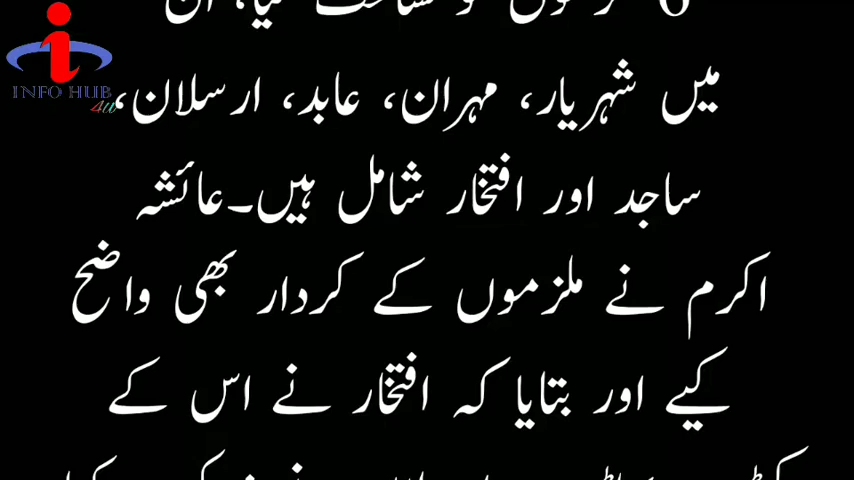 میں شہریار، مہران، عابد، ارسلان،
ساجد اور افتخار شامل ہیں۔عائشہ
اکرم نے ملزموں کے کردار بھی واضح
کیے اور بتایا کہ افتخار نے اس کے
INFO HUB
4u